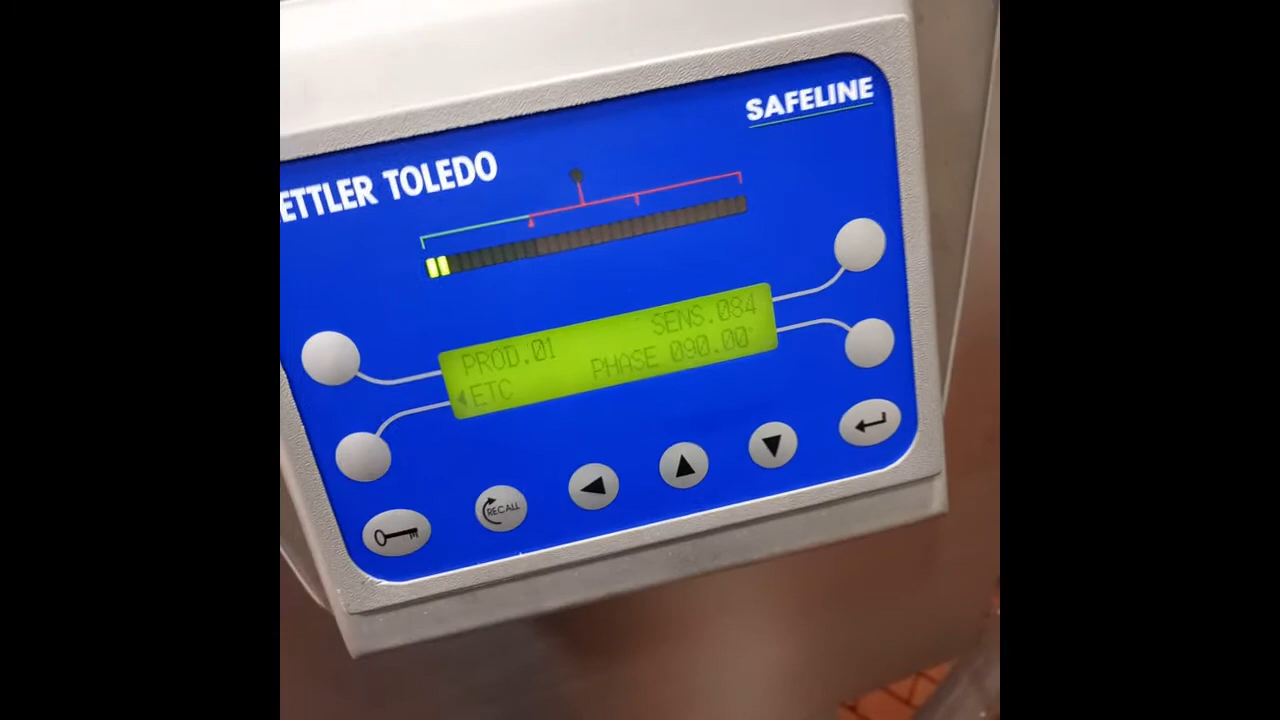 SAFELINE
ETTLER TOLEDO
PROD.01 SENS.084
◀ETC PHASE 090.00°
RECALL